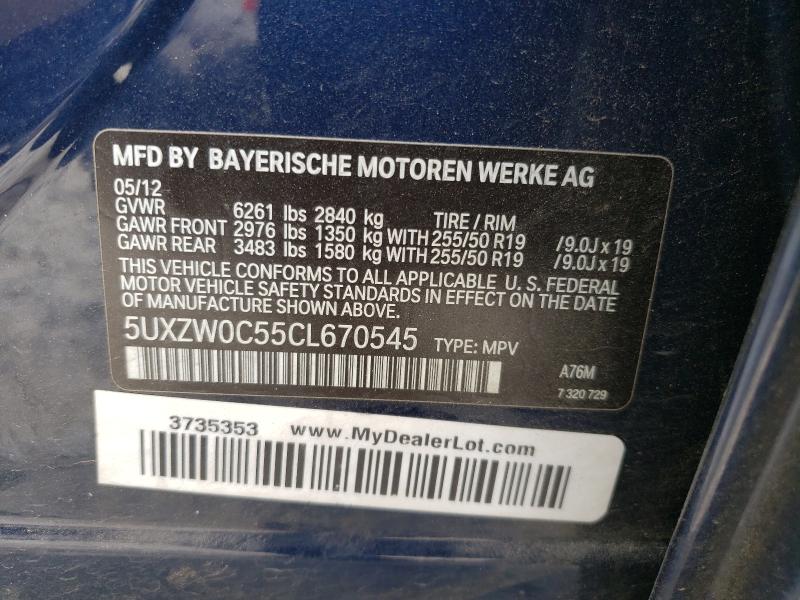 MFD BY BAYERISCHE MOTOREN WERKE AG
05/12
GVWR 6261 lbs 2840 kg TIRE / RIM
GAWR FRONT 2976 lbs 1350 kg WITH 255/50 R19 /9.0J x 19
GAWR REAR 3483 lbs 1580 kg WITH 255/50 R19 /9.0J x 19
THIS VEHICLE CONFORMS TO ALL APPLICABLE U. S. FEDERAL
MOTOR VEHICLE SAFETY STANDARDS IN EFFECT ON THE DATE
OF MANUFACTURE SHOWN ABOVE.
5UXZW0C55CL670545 TYPE: MPV
A76M
7 320 729
3735353 www.MyDealerLot.com